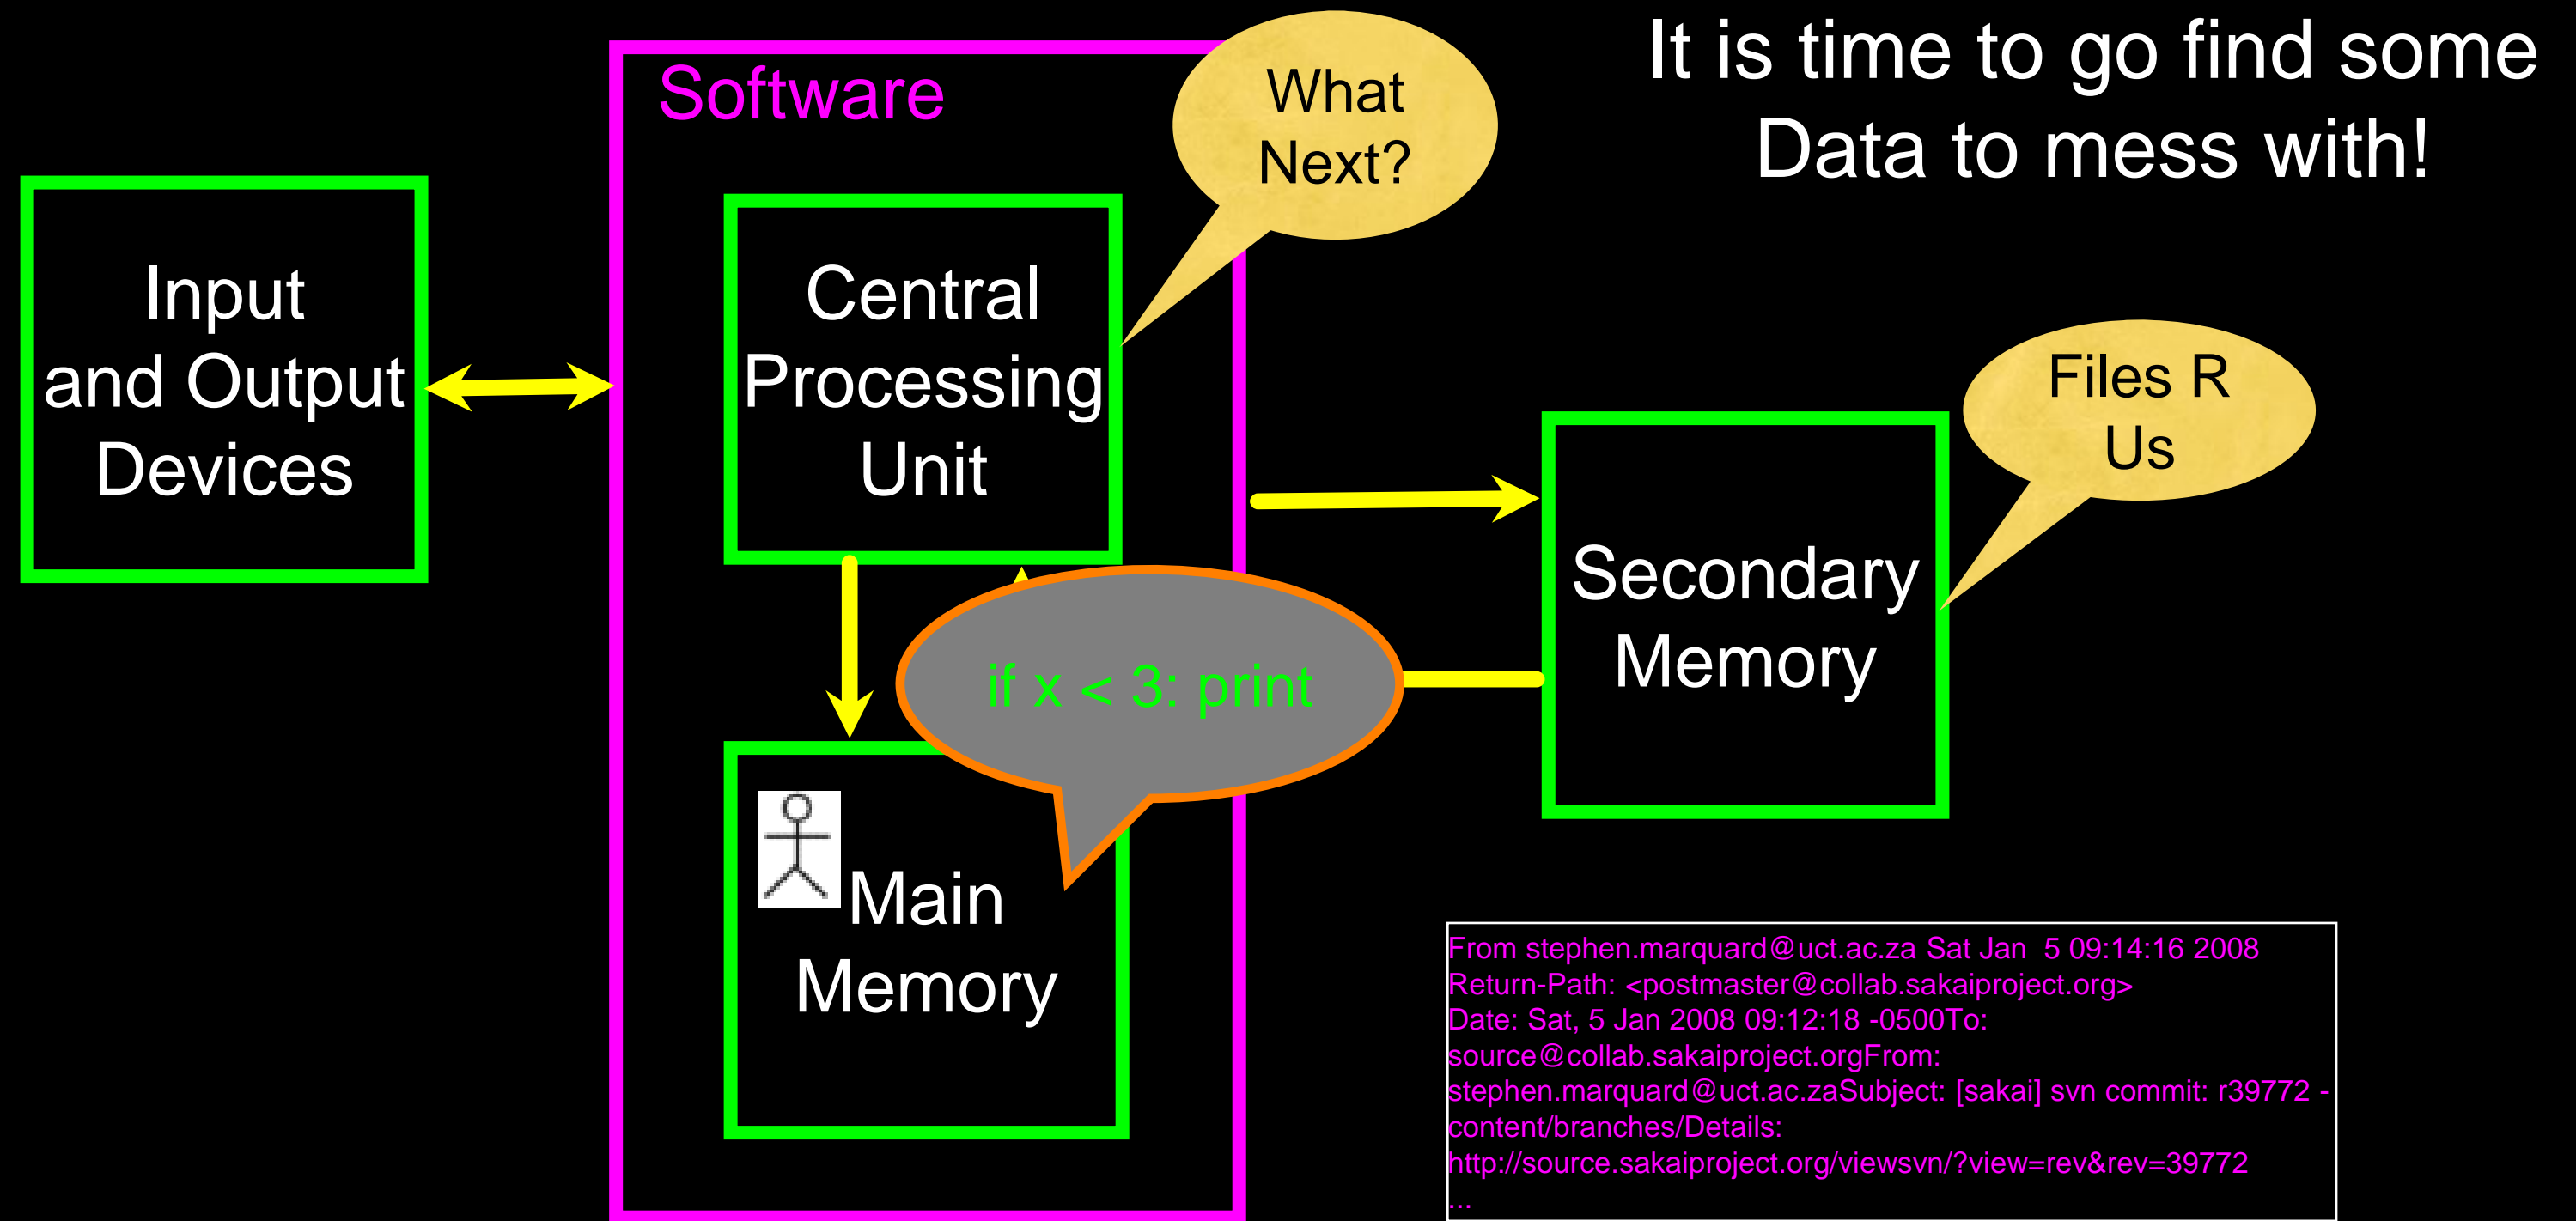 It is time to go find some
Data to mess with!
Software
What
Next?
Input
and Output
Devices
Central
Processing
Unit
Files R
Us
Secondary
Memory
if x < 3: print
Main
Memory
From stephen.marquard@uct.ac.za Sat Jan  5 09:14:16 2008
Return-Path: <postmaster@collab.sakaiproject.org>
Date: Sat, 5 Jan 2008 09:12:18 -0500To:
source@collab.sakaiproject.orgFrom:
stephen.marquard@uct.ac.zaSubject: [sakai] svn commit: r39772 -
content/branches/Details:
http://source.sakaiproject.org/viewsvn/?view=rev&rev=39772
...